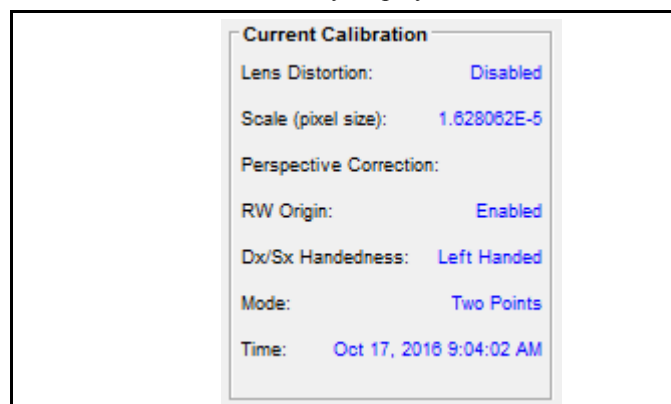 Current Calibration
Lens Distortion: Disabled
Scale (pixel size): 1.628062E-5
Perspective Correction:
RW Origin: Enabled
Dx/Sx Handedness: Left Handed
Mode: Two Points
Time: Oct 17, 2016 9:04:02 AM